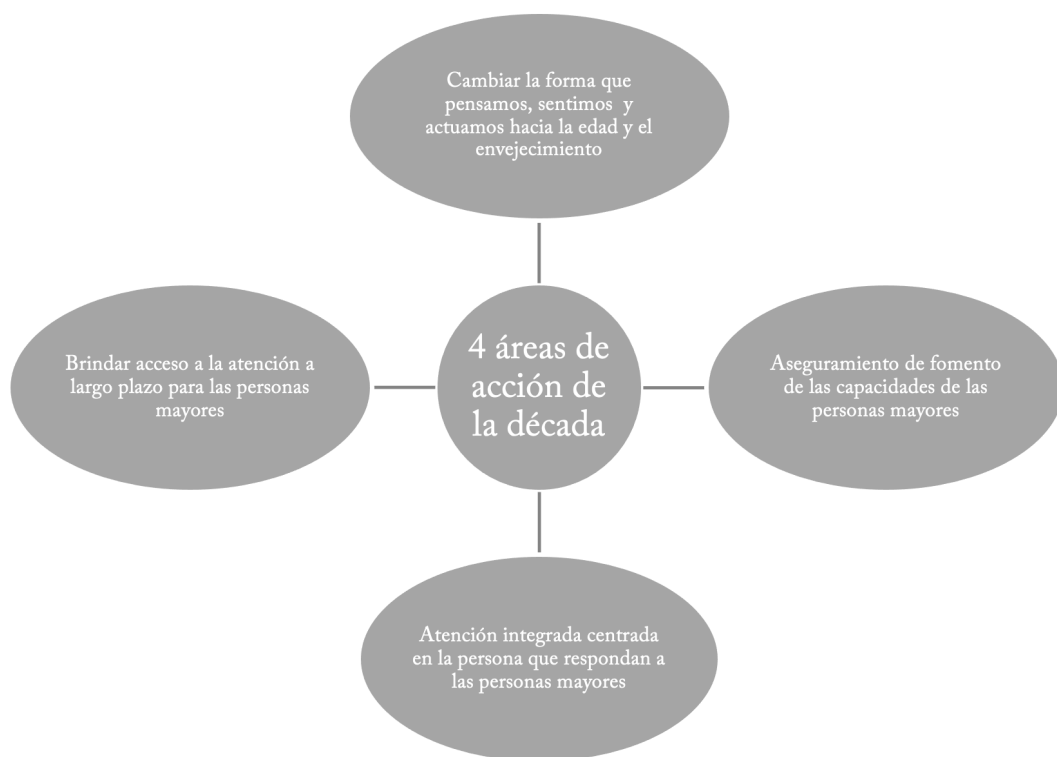 Cambiar la forma que
pensamos, sentimos y
actuamos hacia la edad y el
envejecimiento
Brindar acceso a la atención a
largo plazo para las personas
mayores
4 áreas de
acción de
la década
Aseguramiento de fomento
de las capacidades de las
personas mayores
Atención integrada centrada
en la persona que respondan a
las personas mayores